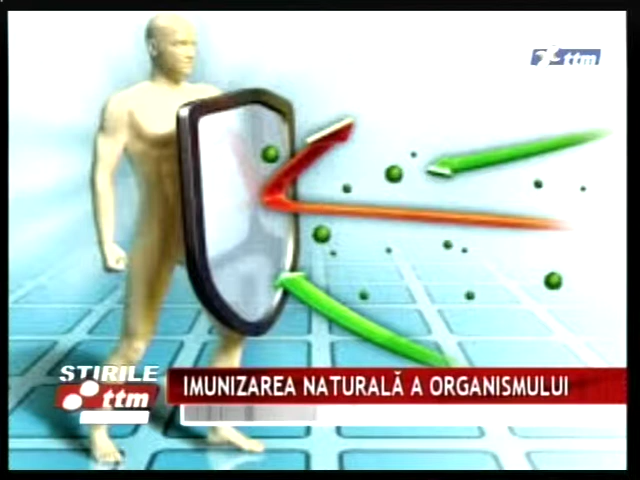 ttm
STIRILE
ttm
IMUNIZAREA NATURALĂ A ORGANISMULUI